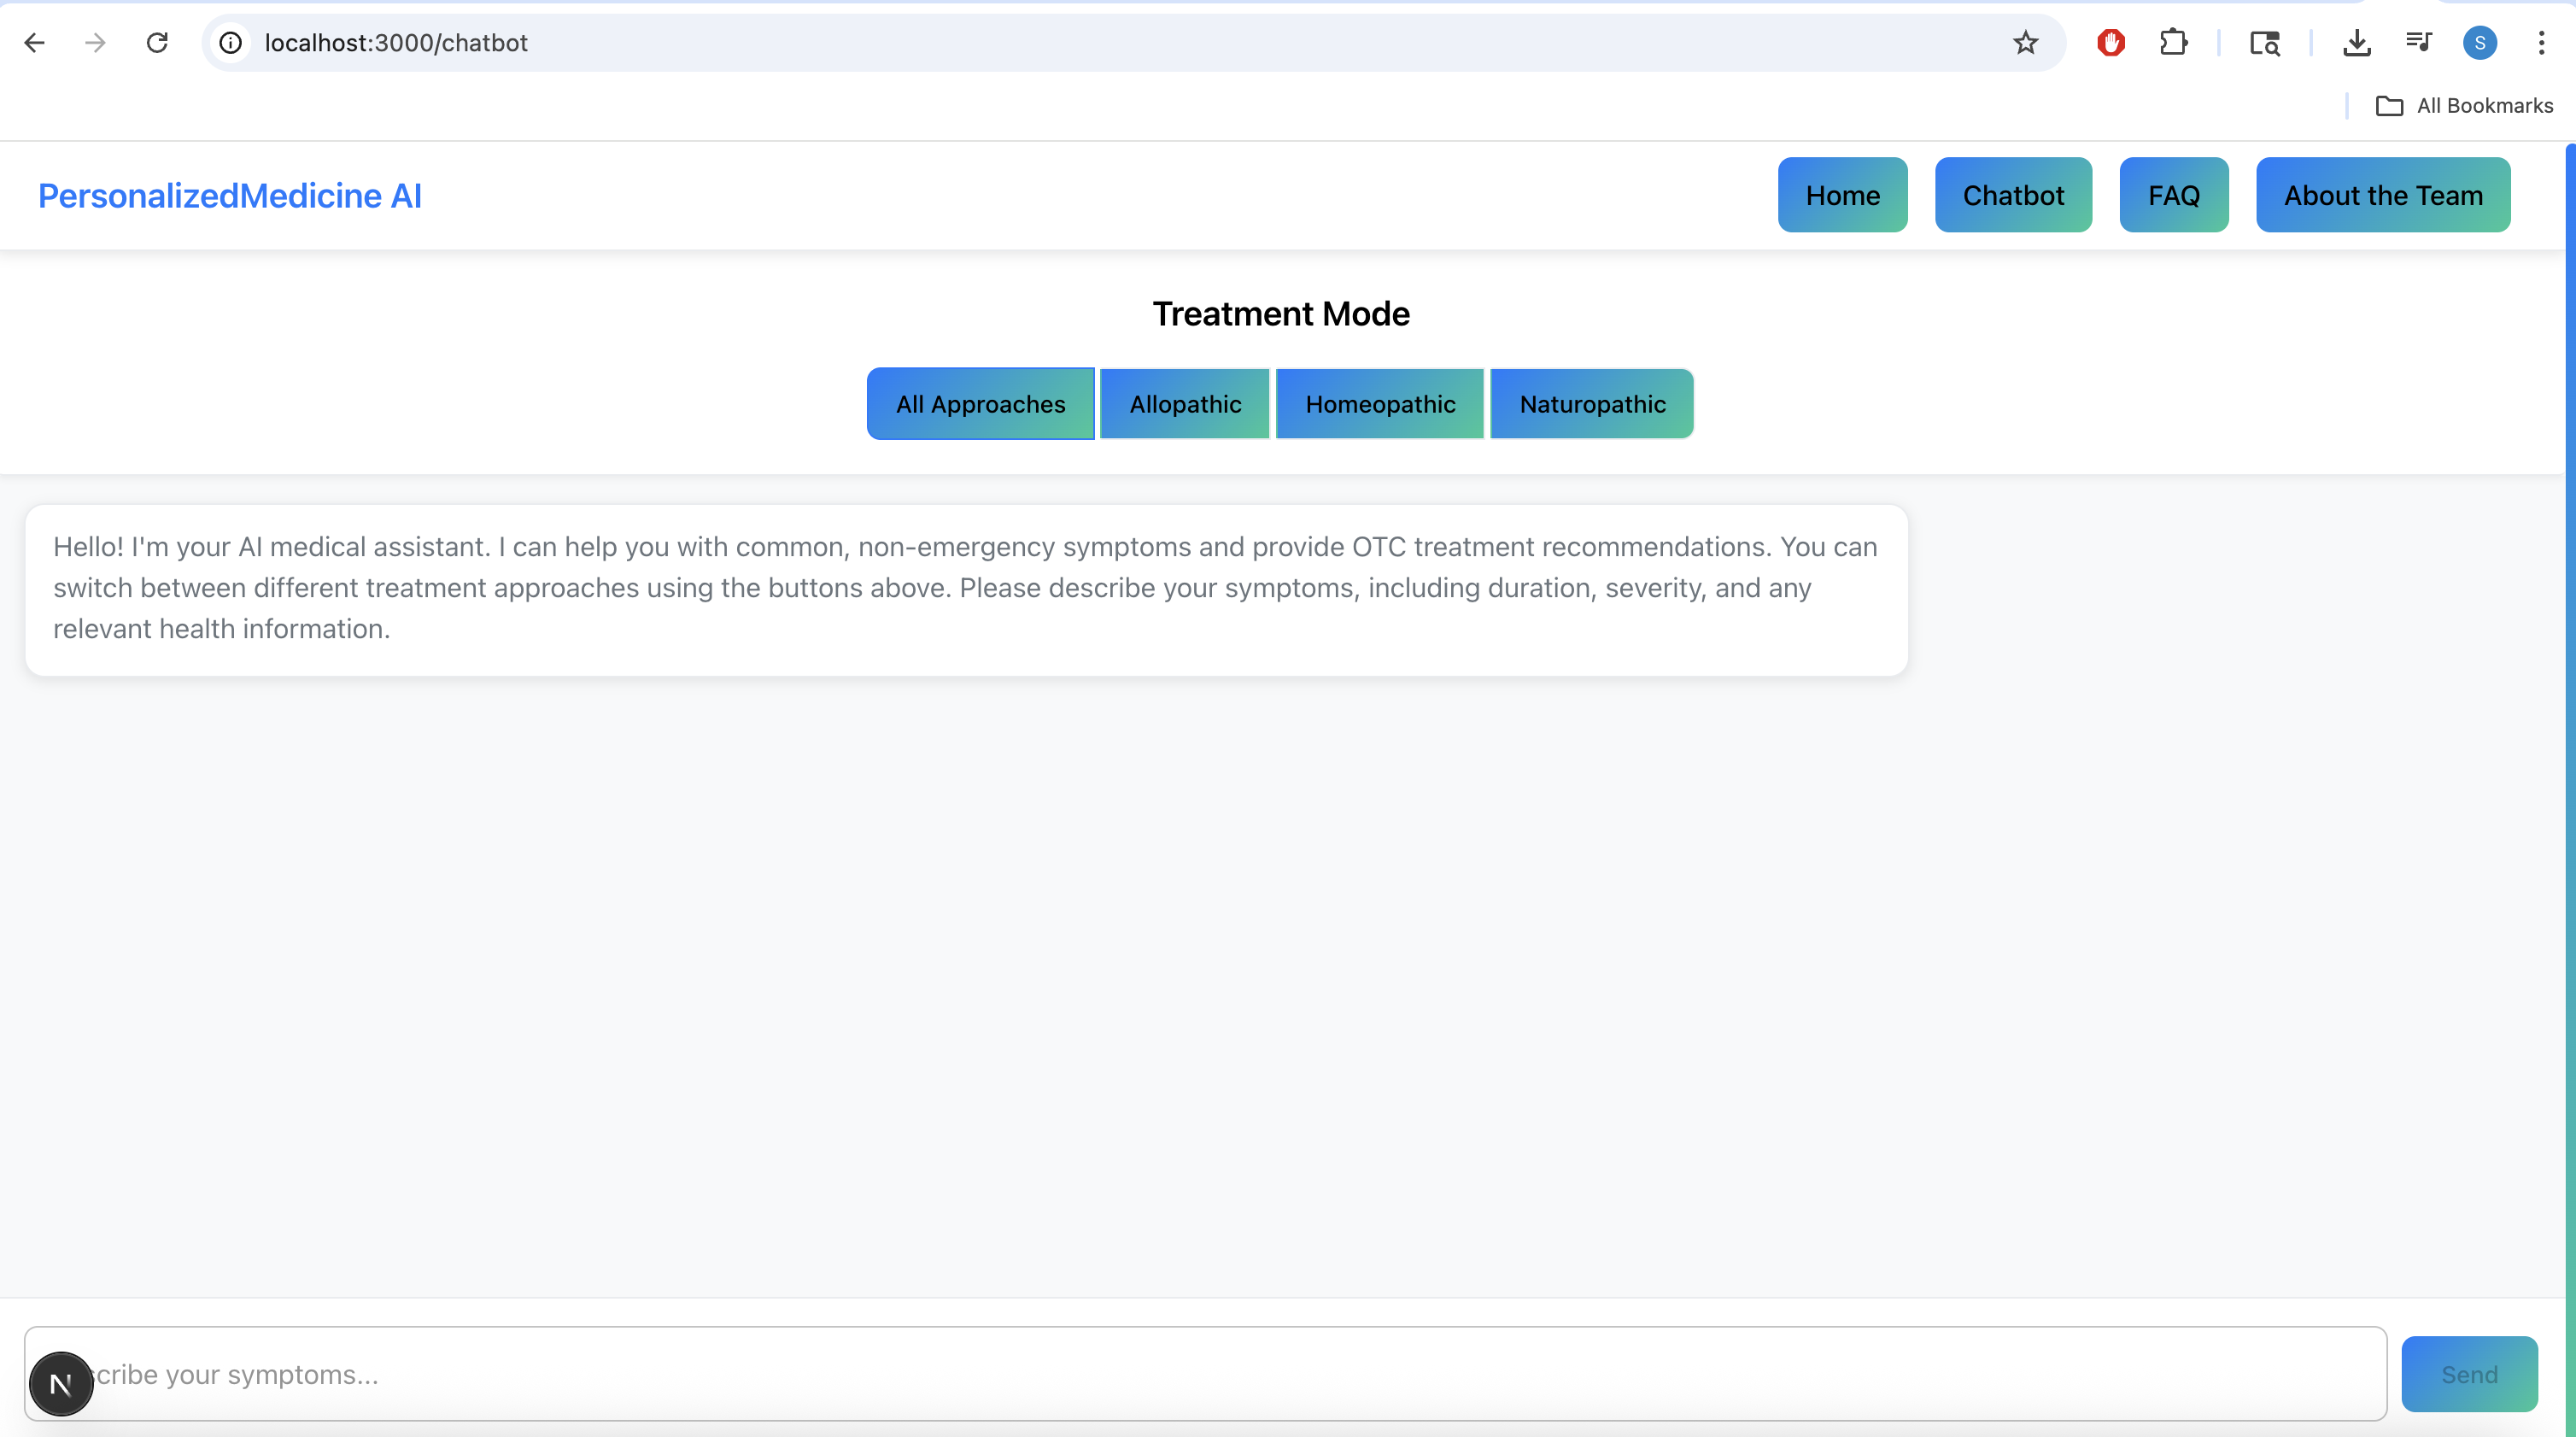 localhost:3000/chatbot
S
All Bookmarks
PersonalizedMedicine AI
Home
Chatbot
FAQ
About the Team
Treatment Mode
All Approaches
Allopathic
Homeopathic
Naturopathic
Hello! I'm your AI medical assistant. I can help you with common, non-emergency symptoms and provide OTC treatment recommendations. You can
switch between different treatment approaches using the buttons above. Please describe your symptoms, including duration, severity, and any
relevant health information.
N
your symptoms...
Send